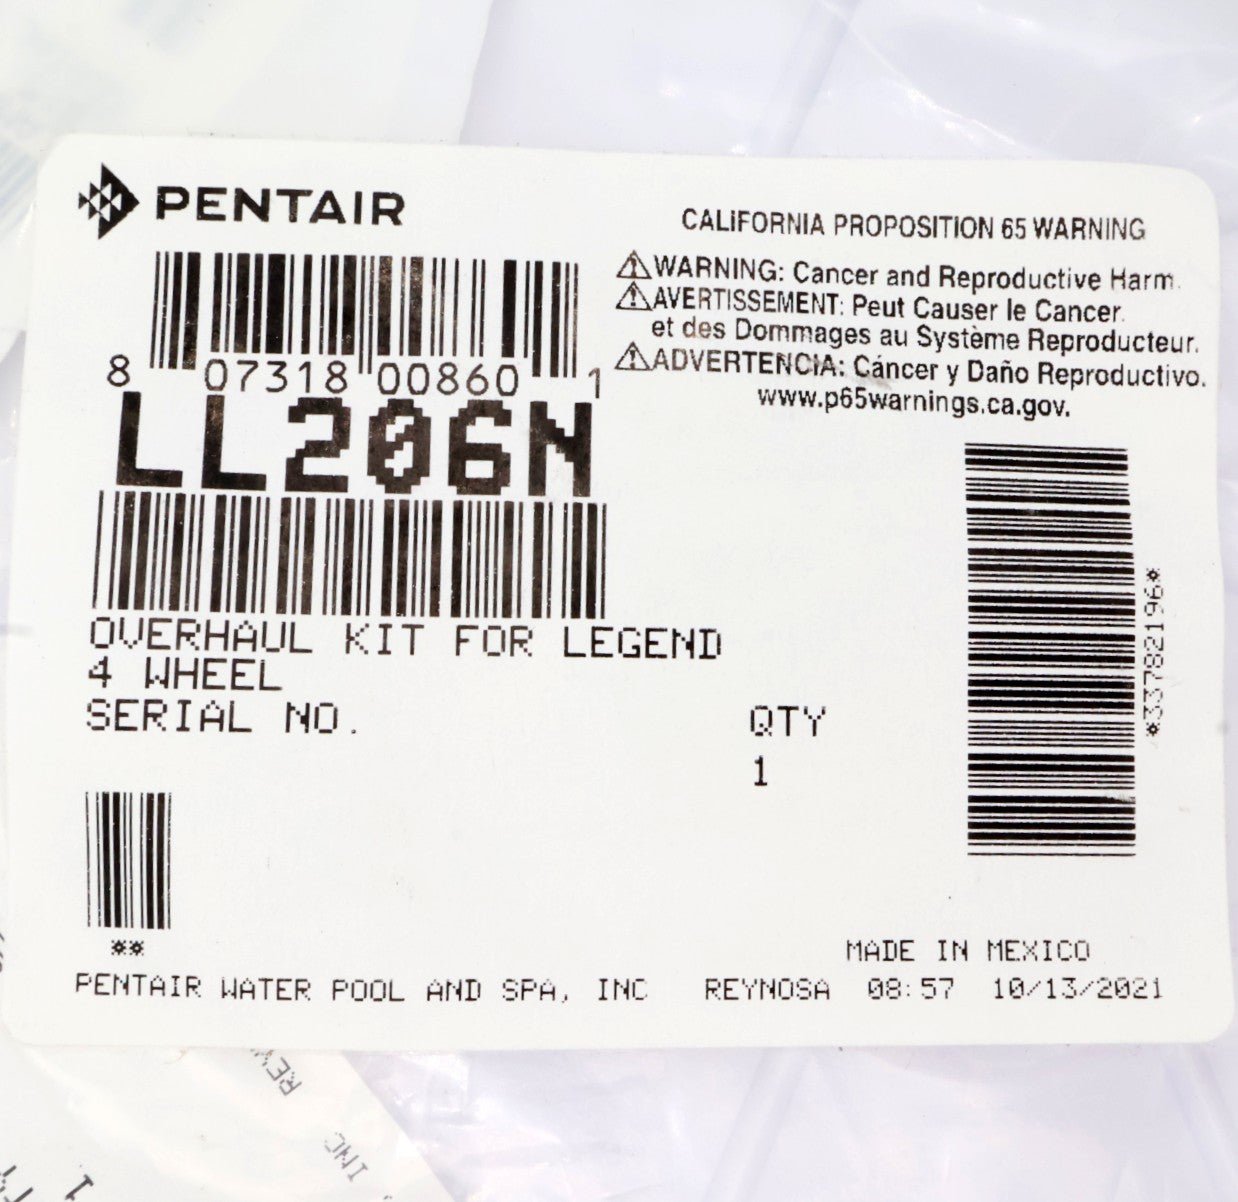 PENTAIR
8 07318 00860 1
LL206N
OVERHAUL KIT FOR LEGEND
4 WHEEL
SERIAL NO.
QTY
1
**
CALIFORNIA PROPOSITION 65 WARNING
⚠WARNING: Cancer and Reproductive Harm.
⚠AVERTISSEMENT: Peut Causer le Cancer.
et des Dommages au Système Reproducteur.
⚠ADVERTENCIA: Cáncer y Daño Reproductivo.
www.p65warnings.ca.gov.
*33782196*
MADE IN MEXICO
PENTAIR WATER POOL AND SPA, INC REYNOSA 08:57 10/13/2021
INC
1